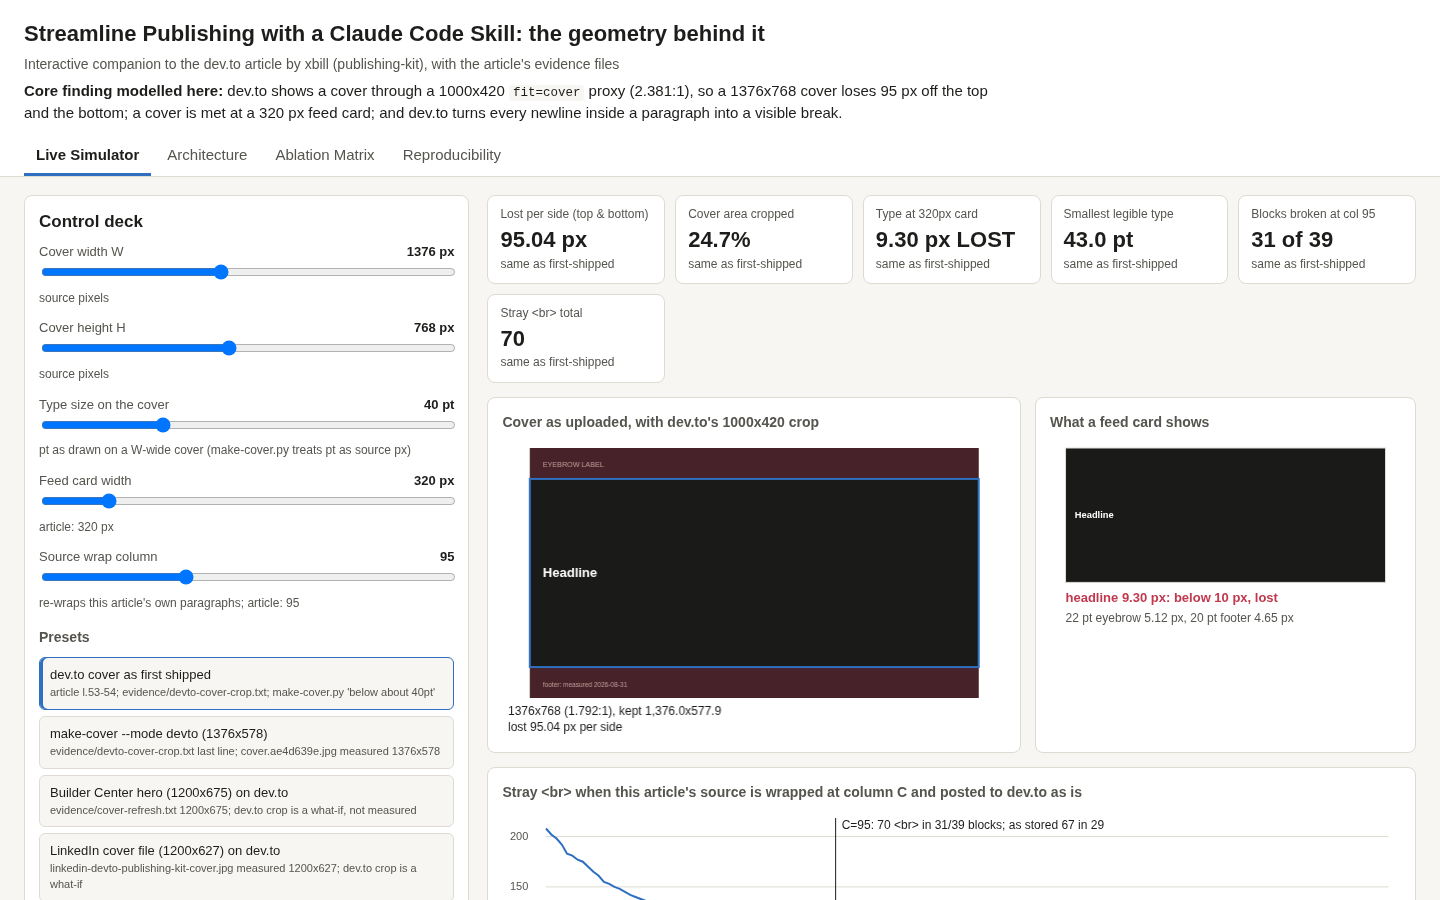 Streamline Publishing with a Claude Code Skill: the geometry behind it
Interactive companion to the dev.to article by xbill (publishing-kit), with the article's evidence files
Core finding modelled here: dev.to shows a cover through a 1000x420 fit=cover proxy (2.381:1), so a 1376x768 cover loses 95 px off the top
and the bottom; a cover is met at a 320 px feed card; and dev.to turns every newline inside a paragraph into a visible break.
Live Simulator
Architecture
Ablation Matrix
Reproducibility
Control deck
Cover width W
1376 px
source pixels
Cover height H
768 px
source pixels
Type size on the cover
40 pt
pt as drawn on a W-wide cover (make-cover.py treats pt as source px)
Feed card width
320 px
article: 320 px
Source wrap column
95
re-wraps this article's own paragraphs; article: 95
Presets
dev.to cover as first shipped
article l.53-54; evidence/devto-cover-crop.txt; make-cover.py 'below about 40pt'
make-cover --mode devto (1376x578)
evidence/devto-cover-crop.txt last line; cover.ae4d639e.jpg measured 1376x578
Builder Center hero (1200x675) on dev.to
evidence/cover-refresh.txt 1200x675; dev.to crop is a what-if, not measured
LinkedIn cover file (1200x627) on dev.to
linkedin-devto-publishing-kit-cover.jpg measured 1200x627; dev.to crop is a
what-if
Lost per side (top & bottom)
95.04 px
same as first-shipped
Cover area cropped
24.7%
same as first-shipped
Type at 320px card
9.30 px LOST
same as first-shipped
Smallest legible type
43.0 pt
same as first-shipped
Blocks broken at col 95
31 of 39
same as first-shipped
Stray <br> total
70
same as first-shipped
Cover as uploaded, with dev.to's 1000x420 crop
EYEBROW LABEL
Headline
footer: measured 2026-08-31
1376x768 (1.792:1), kept 1,376.0x577.9
lost 95.04 px per side
What a feed card shows
Headline
headline 9.30 px: below 10 px, lost
22 pt eyebrow 5.12 px, 20 pt footer 4.65 px
Stray <br> when this article's source is wrapped at column C and posted to dev.to as is
C=95: 70 <br> in 31/39 blocks; as stored 67 in 29
200
150